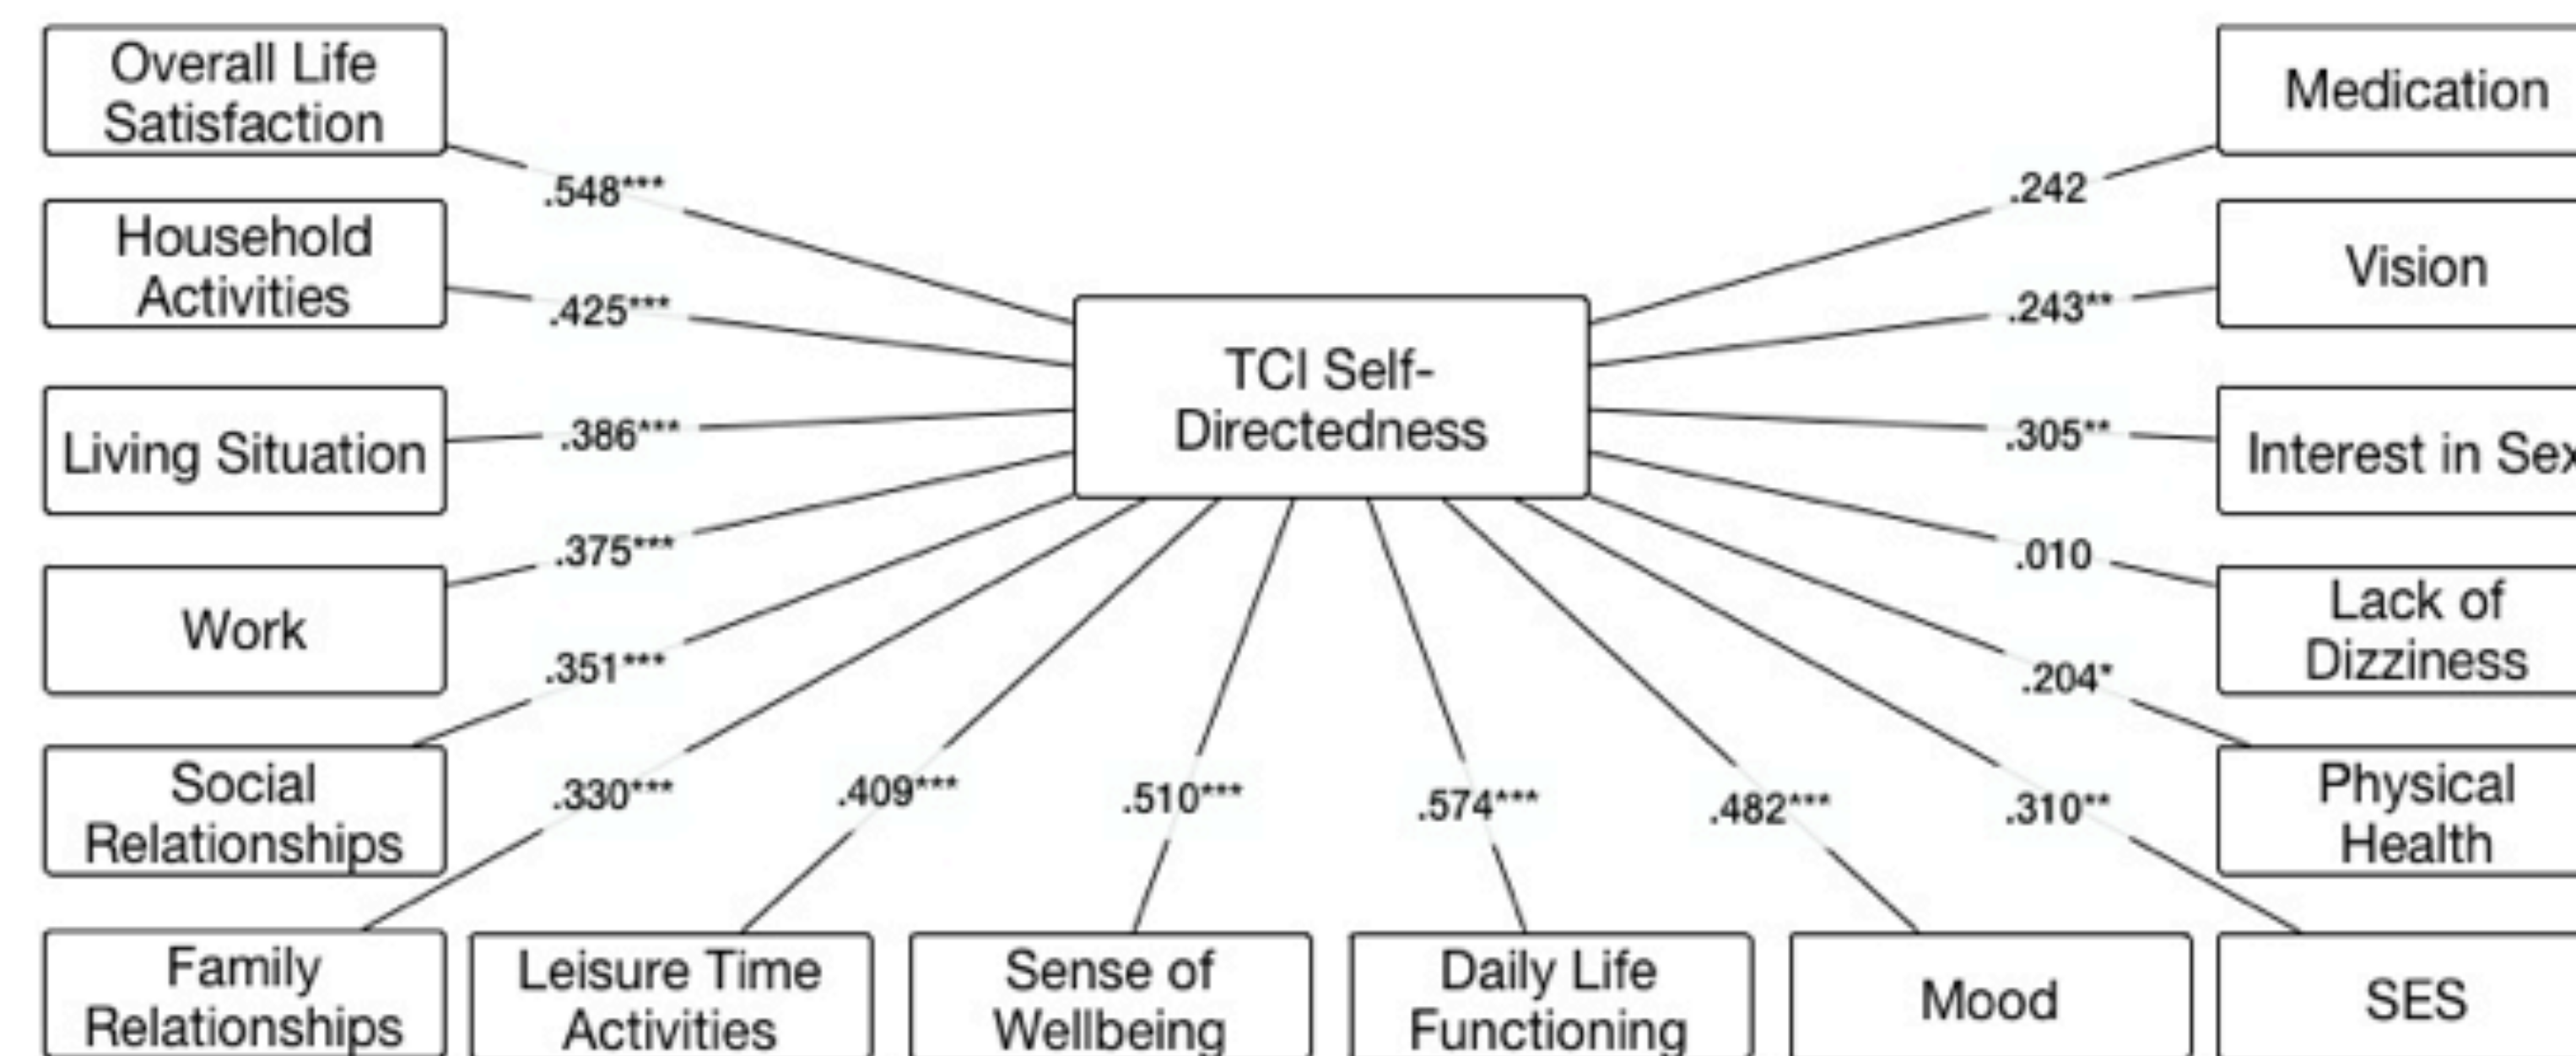 Overall Life
Satisfaction
Medication
.548***
.242
Household
Activities
Vision
.425***
.243**
TCI Self-
Directedness
Living Situation
.386***
.305**
Interest in Sex
.375***
.010
Work
Lack of
Dizziness
.351***
.204*
Social
Relationships
.330***
.409***
.510***
.574***
.482***
.310**
Physical
Health
Family
Relationships
Leisure Time
Activities
Sense of
Wellbeing
Daily Life
Functioning
Mood
SES